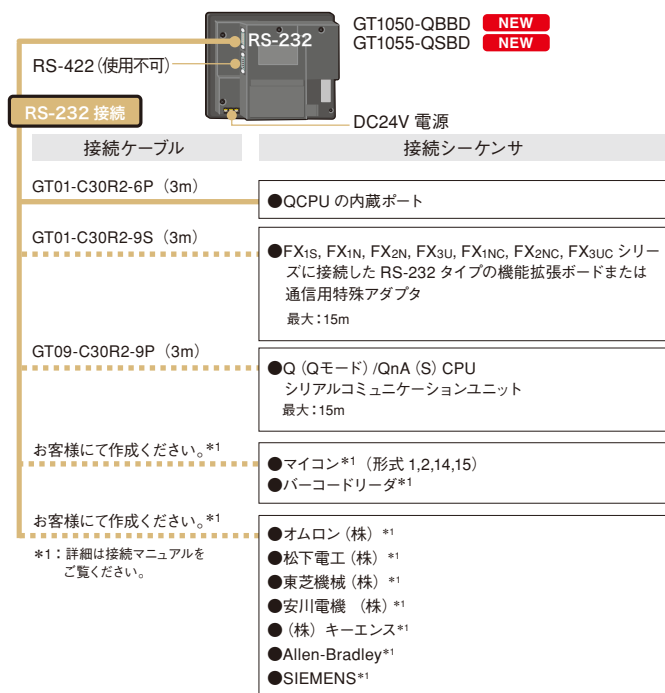 GT1050-QBBD NEW
RS-232
GT1055-QSBD NEW
RS-422（使用不可）
RS-232 接続
DC24V 電源
接続ケーブル
接続シーケンサ
GT01-C30R2-6P（3m）
●QCPU の内蔵ポート
GT01-C30R2-9S（3m）
●FX1S, FX1N, FX2N, FX3U, FX1NC, FX2NC, FX3UC シリー
ズに接続した RS-232 タイプの機能拡張ボードまたは
通信用特殊アダプタ
最大：15m
GT09-C30R2-9P（3m）
●Q（Qモード）/QnA（S）CPU
シリアルコミュニケーションユニット
最大：15m
お客様にて作成ください。*1
●マイコン*1（形式 1,2,14,15）
●バーコードリーダ*1
お客様にて作成ください。*1
*1：詳細は接続マニュアルを
ご覧ください。
●オムロン（株）*1
●松下電工（株）*1
●東芝機械（株）*1
●安川電機 （株）*1
●（株）キーエンス*1
●Allen-Bradley*1
●SIEMENS*1